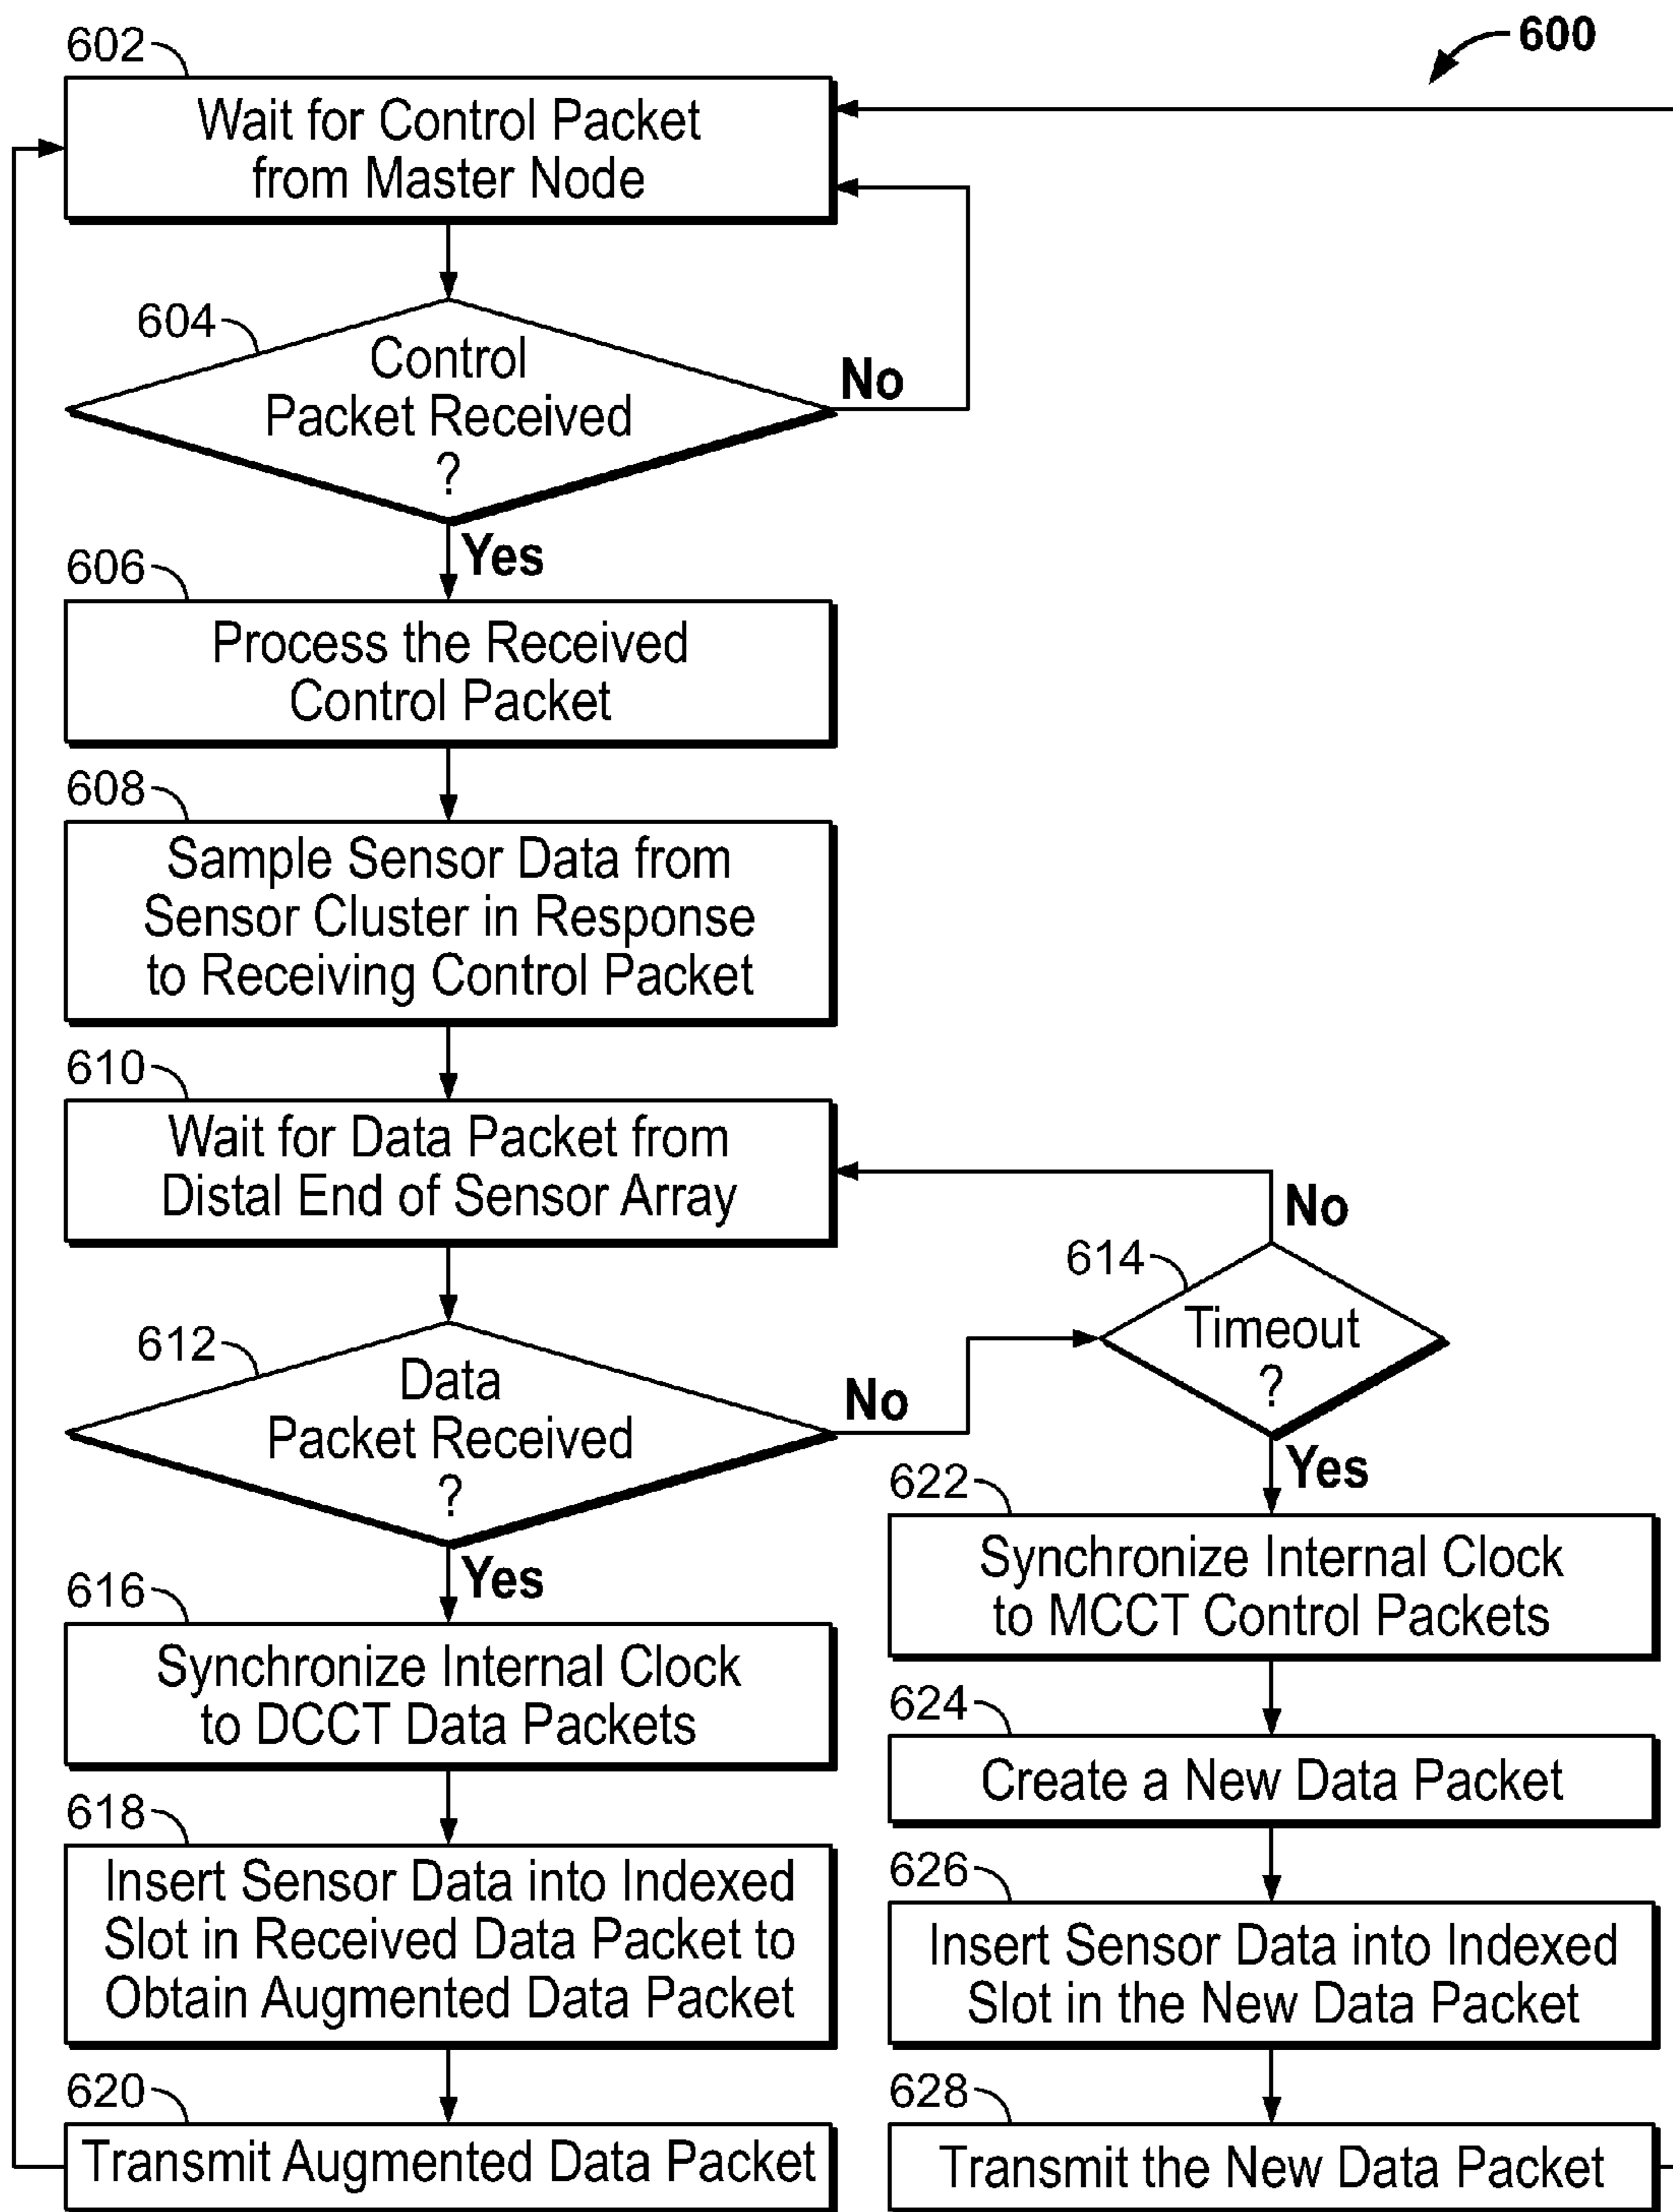 600
602
Wait for Control Packet
from Master Node
604
Control
Packet Received
?
No
Yes
606
Process the Received
Control Packet
608
Sample Sensor Data from
Sensor Cluster in Response
to Receiving Control Packet
610
Wait for Data Packet from
Distal End of Sensor Array
612
Data
Packet Received
?
No
Yes
614
Timeout
?
No
Yes
616
Synchronize Internal Clock
to DCCT Data Packets
618
Insert Sensor Data into Indexed
Slot in Received Data Packet to
Obtain Augmented Data Packet
620
Transmit Augmented Data Packet
622
Synchronize Internal Clock
to MCCT Control Packets
624
Create a New Data Packet
626
Insert Sensor Data into Indexed
Slot in the New Data Packet
628
Transmit the New Data Packet